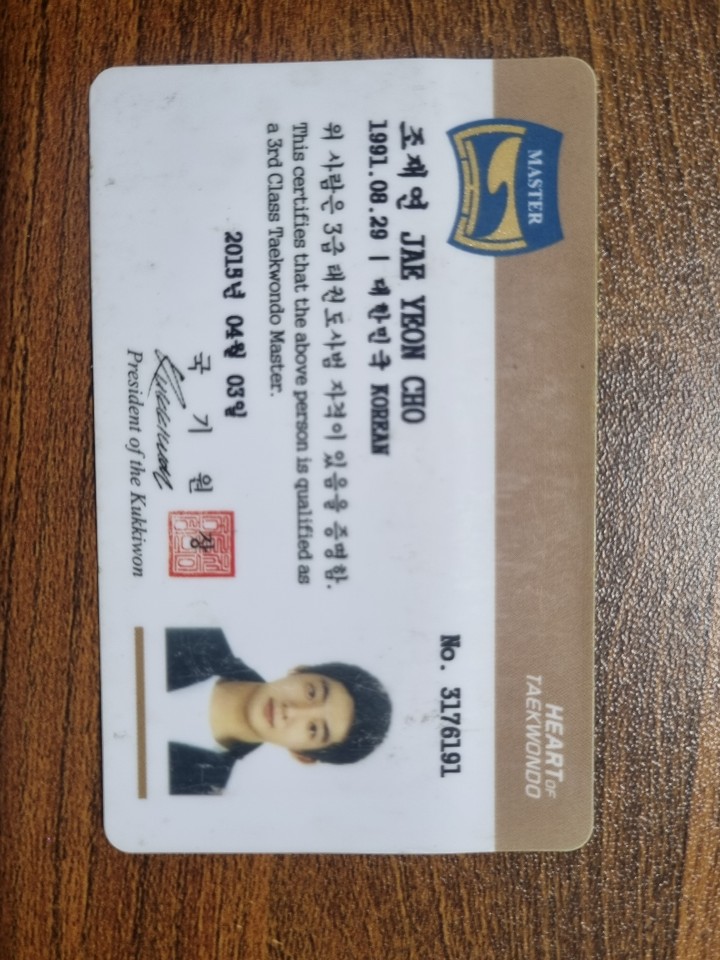 MASTER
HEART OF
TAEKWONDO
No. 3176191
조재연 JAE YEON CHO
1991.08.29 | 대한민국 KOREAN
위 사람은 3급 태권도사범 자격이 있음을 증명함.
This certifies that the above person is qualified as
a 3rd Class Taekwondo Master.
2015년 04월 03일
국 기 원 장
President of the Kukkiwon